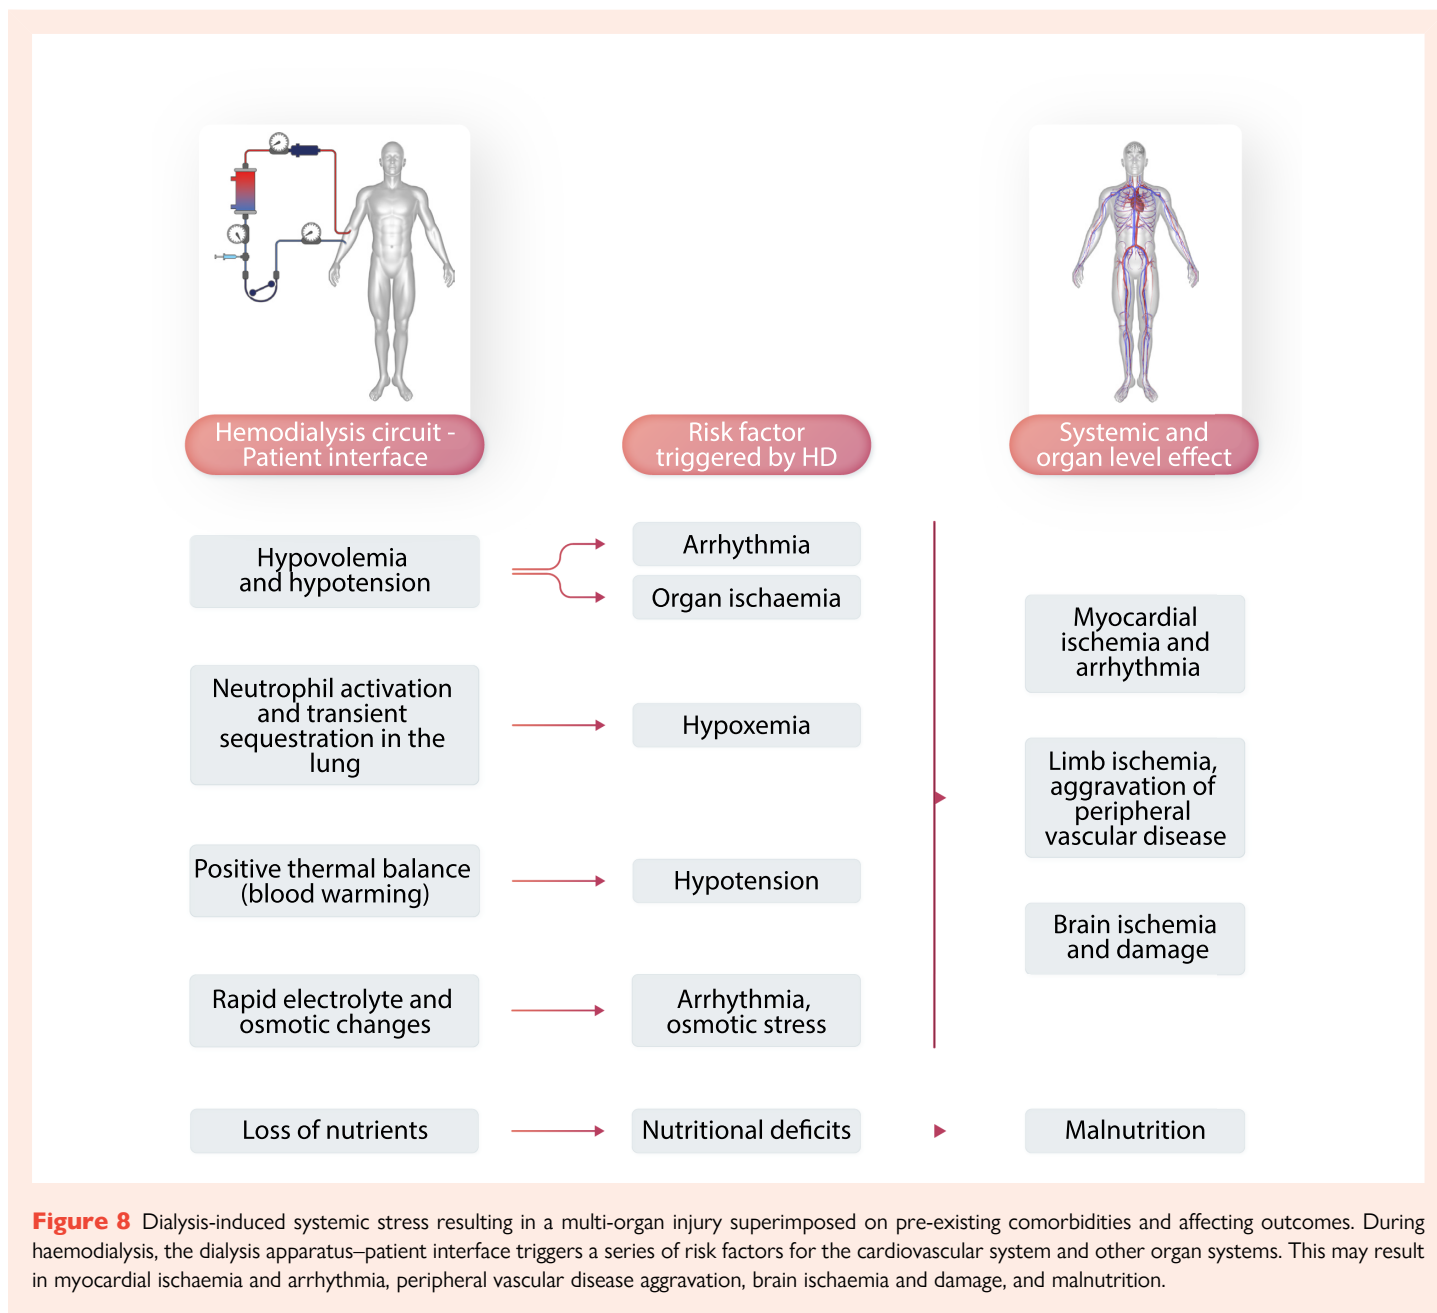 Hemodialysis circuit -
Patient interface
Risk factor
triggered by HD
Systemic and
organ level effect
Hypovolemia
and hypotension
Arrhythmia
Organ ischaemia
Neutrophil activation
and transient
sequestration in the
lung
Hypoxemia
Positive thermal balance
(blood warming)
Hypotension
Rapid electrolyte and
osmotic changes
Arrhythmia,
osmotic stress
Myocardial
ischemia and
arrhythmia
Limb ischemia,
aggravation of
peripheral
vascular disease
Brain ischemia
and damage
Loss of nutrients
Nutritional deficits
Malnutrition
Figure 8 Dialysis-induced systemic stress resulting in a multi-organ injury superimposed on pre-existing comorbidities and affecting outcomes. During
haemodialysis, the dialysis apparatus–patient interface triggers a series of risk factors for the cardiovascular system and other organ systems. This may result
in myocardial ischaemia and arrhythmia, peripheral vascular disease aggravation, brain ischaemia and damage, and malnutrition.